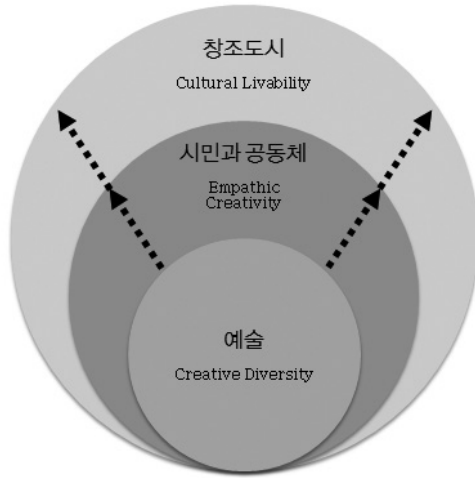 창조도시
Cultural Livability
시민과 공동체
Empathic
Creativity
예술
Creative Diversity